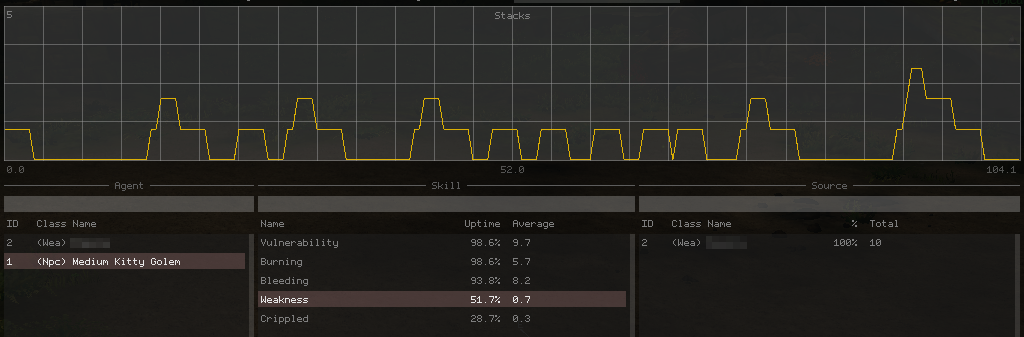 5 Stacks
0.0 52.0 104.1
Agent Skill Source
ID Class Name Name Uptime Average ID Class Name % Total
2 (Wea) Vulnerability 98.6% 9.7 2 (Wea) 100% 10
1 (Npc) Medium Kitty Golem Burning 98.6% 5.7
Bleeding 93.8% 8.2
Weakness 51.7% 0.7
Crippled 28.7% 0.3